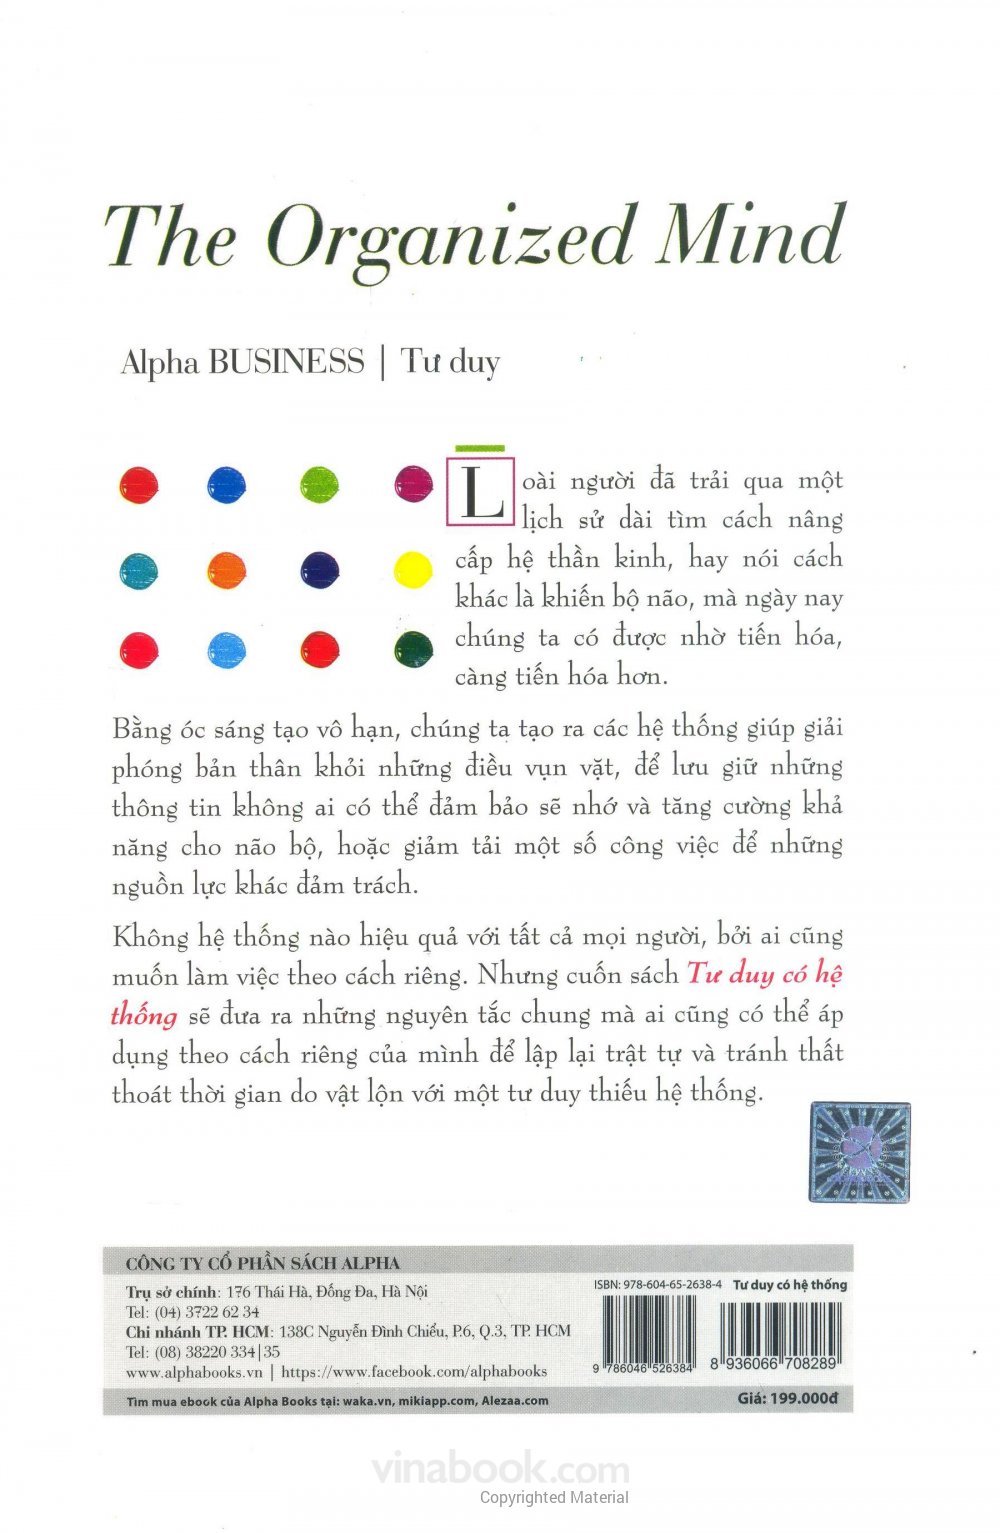 The Organized Mind
Alpha BUSINESS | Tư duy
Loài người đã trải qua một
lịch sử dài tìm cách nâng
cấp hệ thần kinh, hay nói cách
khác là khiến bộ não, mà ngày nay
chúng ta có được nhờ tiến hóa,
càng tiến hóa hơn.
Bằng óc sáng tạo vô hạn, chúng ta tạo ra các hệ thống giúp giải
phóng bản thân khỏi những điều vụn vặt, để lưu giữ những
thông tin không ai có thể đảm bảo sẽ nhớ và tăng cường khả
năng cho não bộ, hoặc giảm tải một số công việc để những
nguồn lực khác đảm trách.
Không hệ thống nào hiệu quả với tất cả mọi người, bởi ai cũng
muốn làm việc theo cách riêng. Nhưng cuốn sách Tư duy có hệ
thống sẽ đưa ra những nguyên tắc chung mà ai cũng có thể áp
dụng theo cách riêng của mình để lập lại trật tự và tránh thất
thoát thời gian do vật lộn với một tư duy thiếu hệ thống.
CÔNG TY CỔ PHẦN SÁCH ALPHA
Trụ sở chính: 176 Thái Hà, Đống Đa, Hà Nội
Tel: (04) 3722 62 34
Chi nhánh TP. HCM: 138C Nguyễn Đình Chiểu, P.6, Q.3, TP. HCM
Tel: (08) 38220 334|35
www.alphabooks.vn | https://www.facebook.com/alphabooks
Tìm mua ebook của Alpha Books tại: waka.vn, mikiapp.com, Alezaa.com
ISBN: 978-604-65-2638-4 Tư duy có hệ thống
9 786046 526384
8 936066 708289
Giá: 199.000đ
vinabook.com
Copyrighted Material